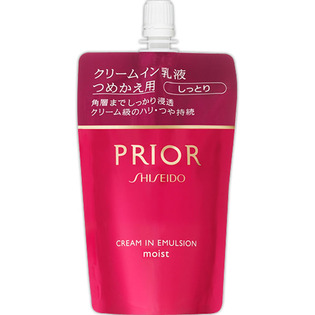 クリームイン乳液
つめかえ用 しっとり
角層までしっかり浸透
クリーム級のハリ・つや持続
PRIOR
SHISEIDO
CREAM IN EMULSION
moist